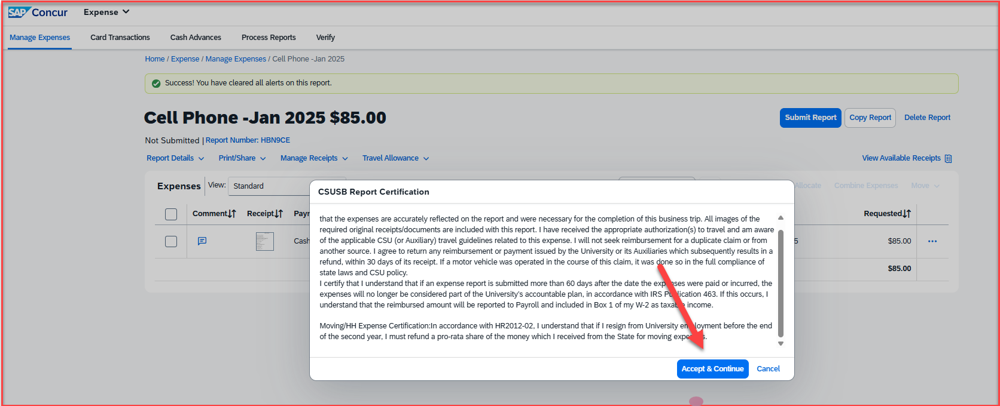 SAP Concur Expense
Manage Expenses Card Transactions Cash Advances Process Reports Verify
Home / Expense / Manage Expenses / Cell Phone -Jan 2025
Success! You have cleared all alerts on this report.
Cell Phone -Jan 2025 $85.00
Submit Report Copy Report Delete Report
Not Submitted | Report Number: HBN9CE
Report Details Print/Share Manage Receipts Travel Allowance View Available Receipts
Expenses View: Standard Allocate Combine Expenses Move
Comment Receipt Requested
Cash $85.00
$85.00
CSUSB Report Certification
that the expenses are accurately reflected on the report and were necessary for the completion of this business trip. All images of the
required original receipts/documents are included with this report. I have received the appropriate authorization(s) to travel and am aware
of the applicable CSU (or Auxiliary) travel guidelines related to this expense. I will not seek reimbursement for a duplicate claim or from
another source. I agree to return any reimbursement or payment issued by the University or its Auxiliaries which subsequently results in a
refund, within 30 days of its receipt. If a motor vehicle was operated in the course of this claim, it was done so in the full compliance of
state laws and CSU policy.
I certify that I understand that if an expense report is submitted more than 60 days after the date the expenses were paid or incurred, the
expenses will no longer be considered part of the University's accountable plan, in accordance with IRS Publication 463. If this occurs, I
understand that the reimbursed amount will be reported to Payroll and included in Box 1 of my W-2 as taxable income.
Moving/HH Expense Certification:In accordance with HR2012-02, I understand that if I resign from University employment before the end
of the second year, I must refund a pro-rata share of the money which I received from the State for moving expenses.
Accept & Continue Cancel